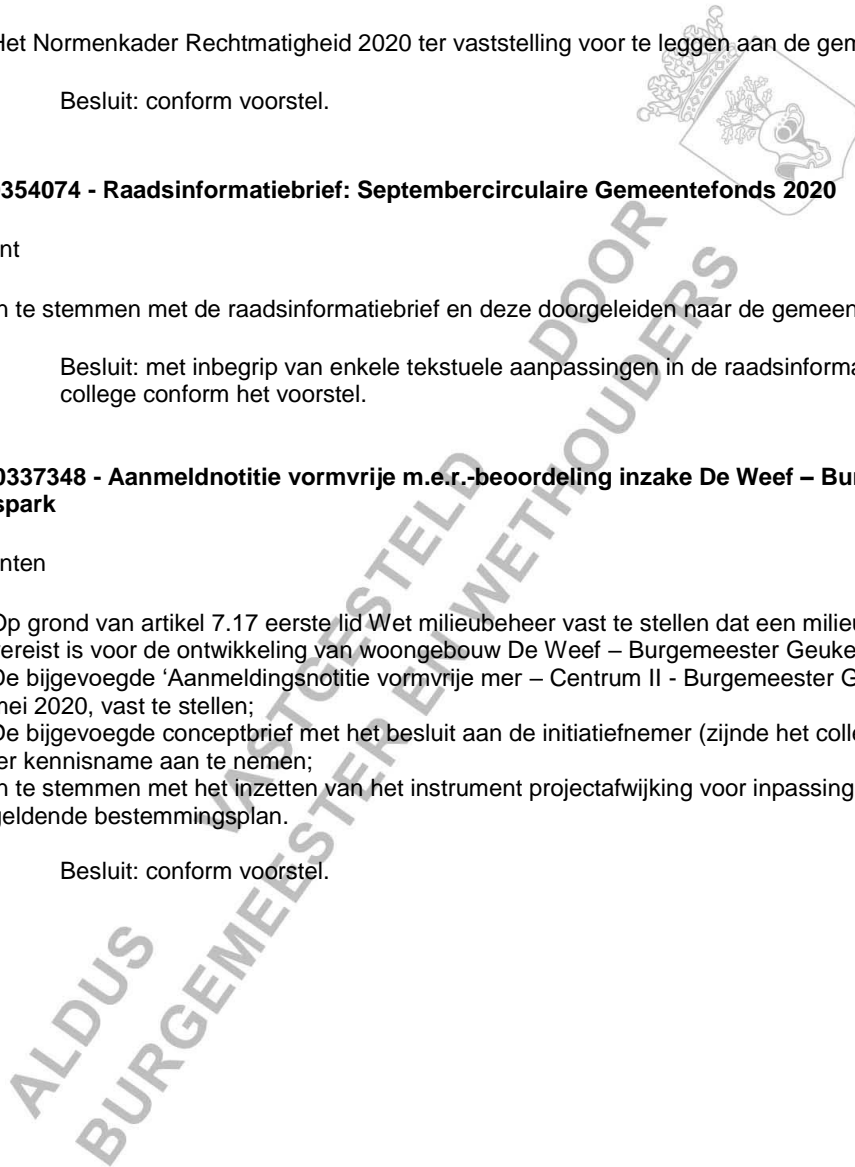 Het Normenkader Rechtmatigheid 2020 ter vaststelling voor te leggen aan de gem
Besluit: conform voorstel.
354074 - Raadsinformatiebrief: Septembercirculaire Gemeentefonds 2020
nt
n te stemmen met de raadsinformatiebrief en deze doorgeleiden naar de gemeen
Besluit: met inbegrip van enkele tekstuele aanpassingen in de raadsinforma
college conform het voorstel.
0337348 - Aanmeldnotitie vormvrije m.e.r.-beoordeling inzake De Weef – Bu
spark
nten
Op grond van artikel 7.17 eerste lid Wet milieubeheer vast te stellen dat een milieu
vereist is voor de ontwikkeling van woongebouw De Weef – Burgemeester Geuke
De bijgevoegde ‘Aanmeldingsnotitie vormvrije mer – Centrum II - Burgemeester G
mei 2020, vast te stellen;
De bijgevoegde conceptbrief met het besluit aan de initiatiefnemer (zijnde het colle
er kennisname aan te nemen;
n te stemmen met het inzetten van het instrument projectafwijking voor inpassing
geldende bestemmingsplan.
Besluit: conform voorstel.
ALDUS VASTGESTELD DOOR
BURGEMEESTER EN WETHOUDERS